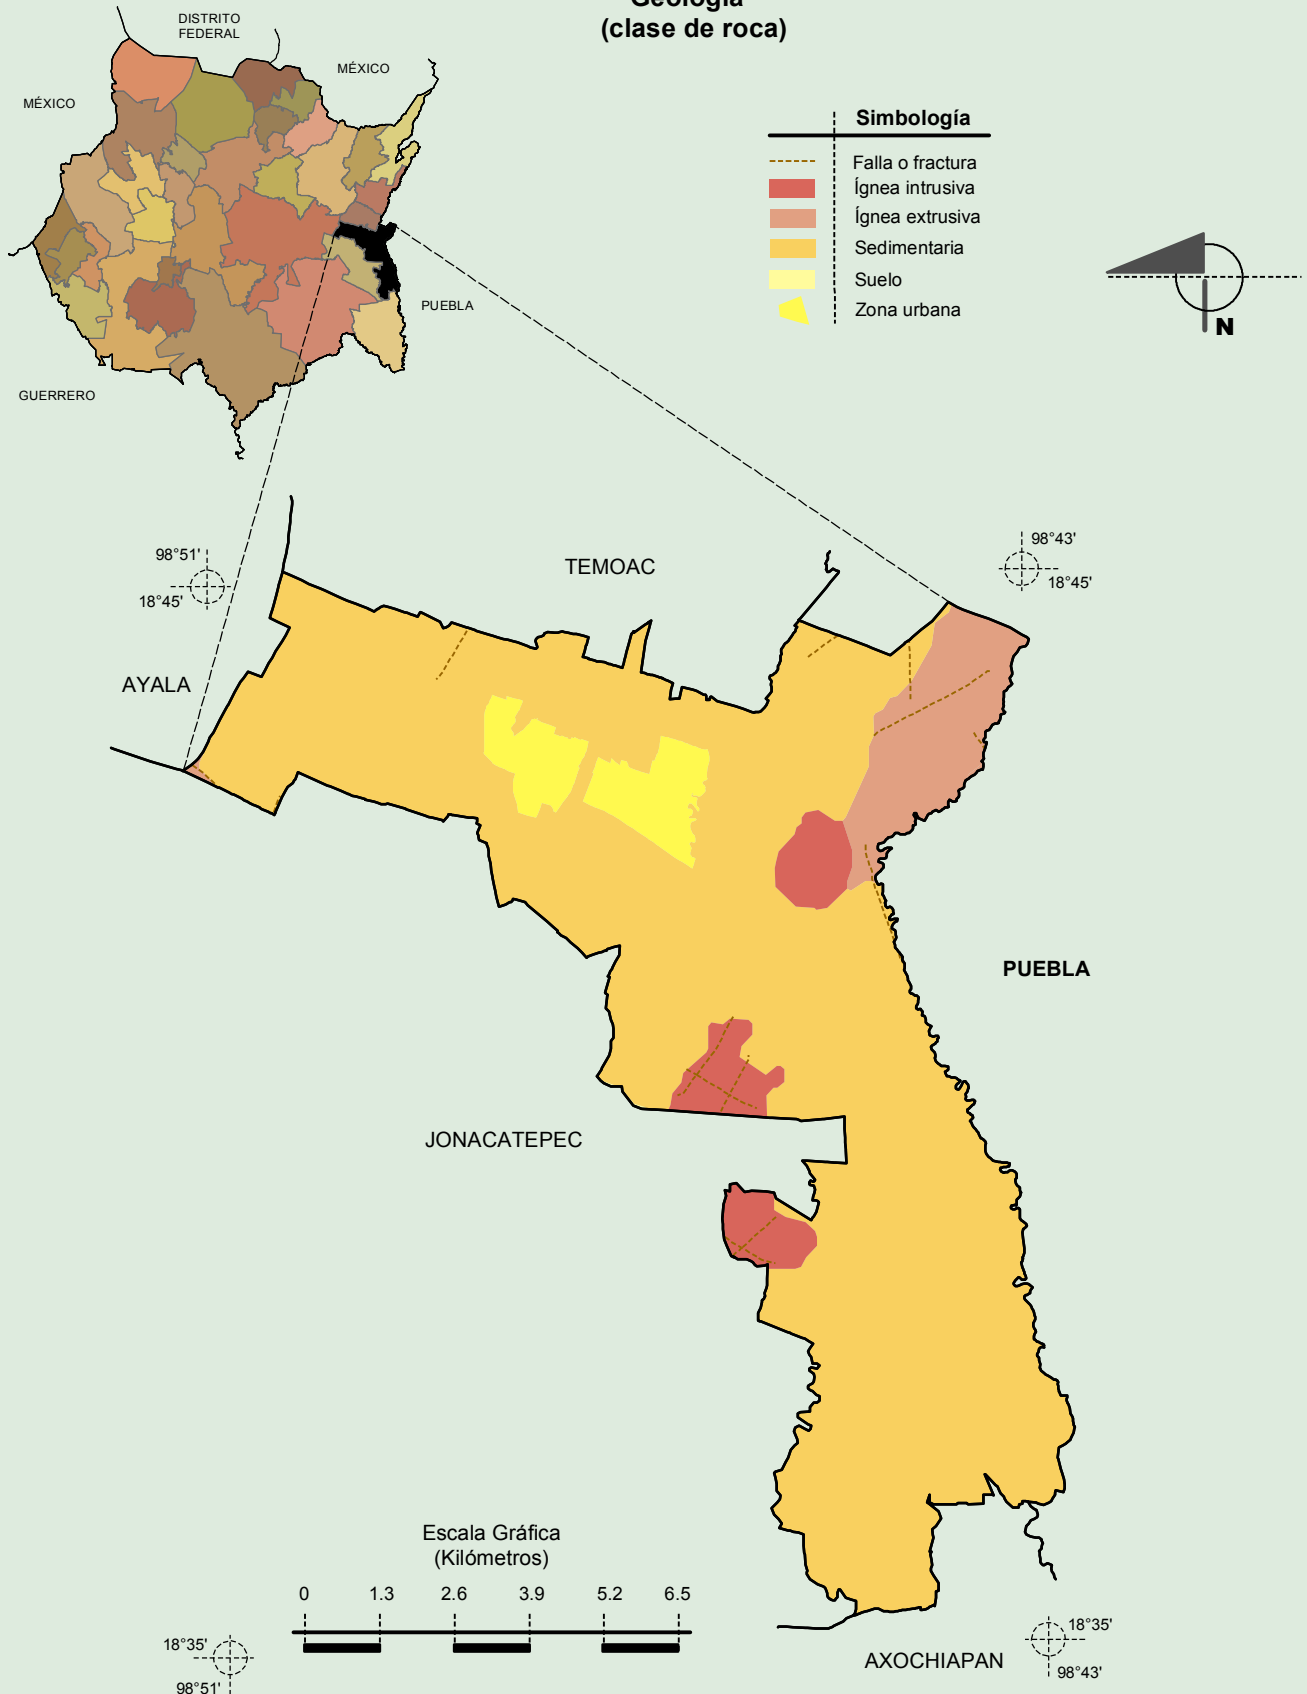 Geología
(clase de roca)
DISTRITO
FEDERAL
MÉXICO
MÉXICO
PUEBLA
GUERRERO
Simbología
Falla o fractura
Ígnea intrusiva
Ígnea extrusiva
Sedimentaria
Suelo
Zona urbana
N
98°51'
18°45'
TEMOAC
98°43'
18°45'
AYALA
PUEBLA
JONACATEPEC
Escala Gráfica
(Kilómetros)
0 1.3 2.6 3.9 5.2 6.5
18°35'
98°51'
AXOCHIAPAN
18°35'
98°43'